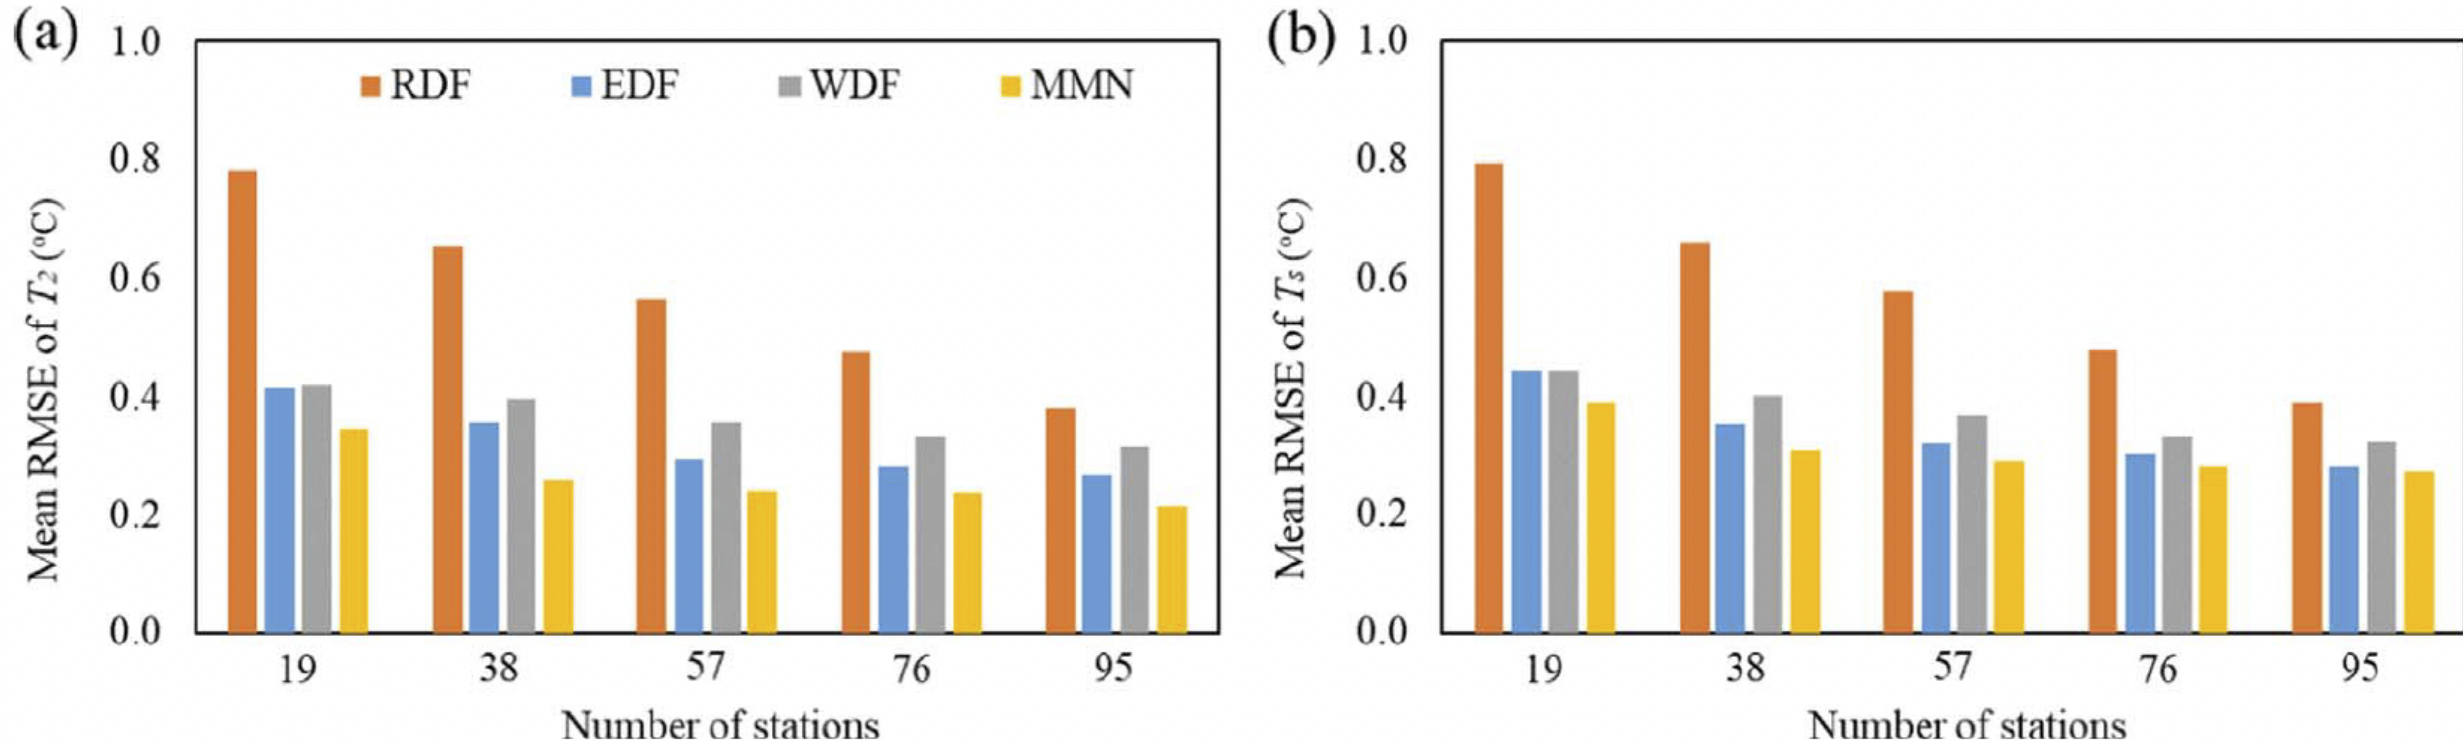 (a)
1.0
RDF EDF WDF MMN
0.8
0.6
0.4
0.2
0.0
Mean RMSE of T2 (°C)
19 38 57 76 95
Number of stations
(b)
1.0
0.8
0.6
0.4
0.2
0.0
Mean RMSE of Ts (°C)
19 38 57 76 95
Number of stations